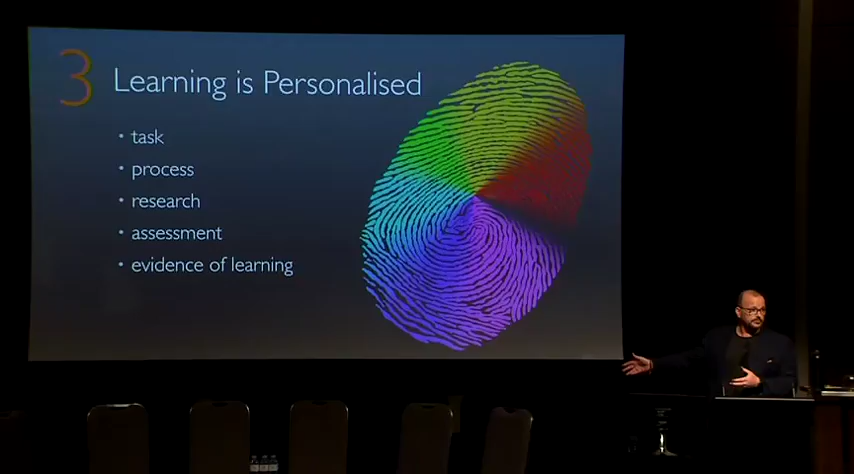 3 Learning is Personalised
• task
• process
• research
• assessment
• evidence of learning